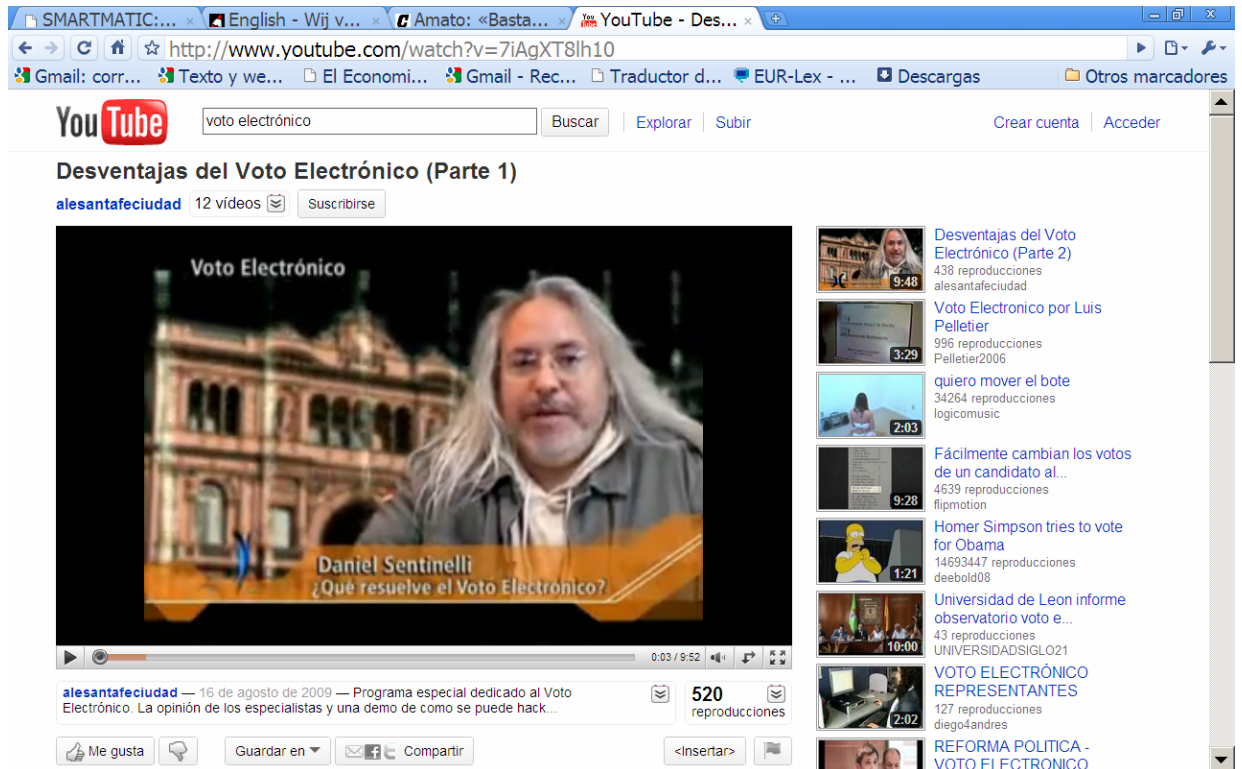 SMARTMATIC:...
English - Wij v...
Amato: «Basta...
YouTube - Des...
http://www.youtube.com/watch?v=7iAgXT8lh10
Gmail: corr...
Texto y we...
El Economi...
Gmail - Rec...
Traductor d...
EUR-Lex - ...
Descargas
Otros marcadores
You Tube
voto electrónico
Buscar
Explorar
Subir
Crear cuenta
Acceder
Desventajas del Voto Electrónico (Parte 1)
alesantafeciudad
12 vídeos
Suscribirse
Voto Electrónico
Daniel Sentinelli
¿Qué resuelve el Voto Electrónico?
0:03 / 9:52
alesantafeciudad — 16 de agosto de 2009 — Programa especial dedicado al Voto
Electrónico. La opinión de los especialistas y una demo de como se puede hack...
520
reproducciones
Me gusta
Guardar en
Compartir
<Insertar>
9:48
Desventajas del Voto
Electrónico (Parte 2)
438 reproducciones
alesantafeciudad
3:29
Voto Electronico por Luis
Pelletier
996 reproducciones
Pelletier2006
2:03
quiero mover el bote
34264 reproducciones
logicomusic
9:28
Fácilmente cambian los votos
de un candidato al...
4639 reproducciones
flipmotion
1:21
Homer Simpson tries to vote
for Obama
14693447 reproducciones
deebold08
10:00
Universidad de Leon informe
observatorio voto e...
43 reproducciones
UNIVERSIDADSIGLO21
2:02
VOTO ELECTRÓNICO
REPRESENTANTES
127 reproducciones
diego4andres
REFORMA POLITICA -
VOTO ELECTRONICO